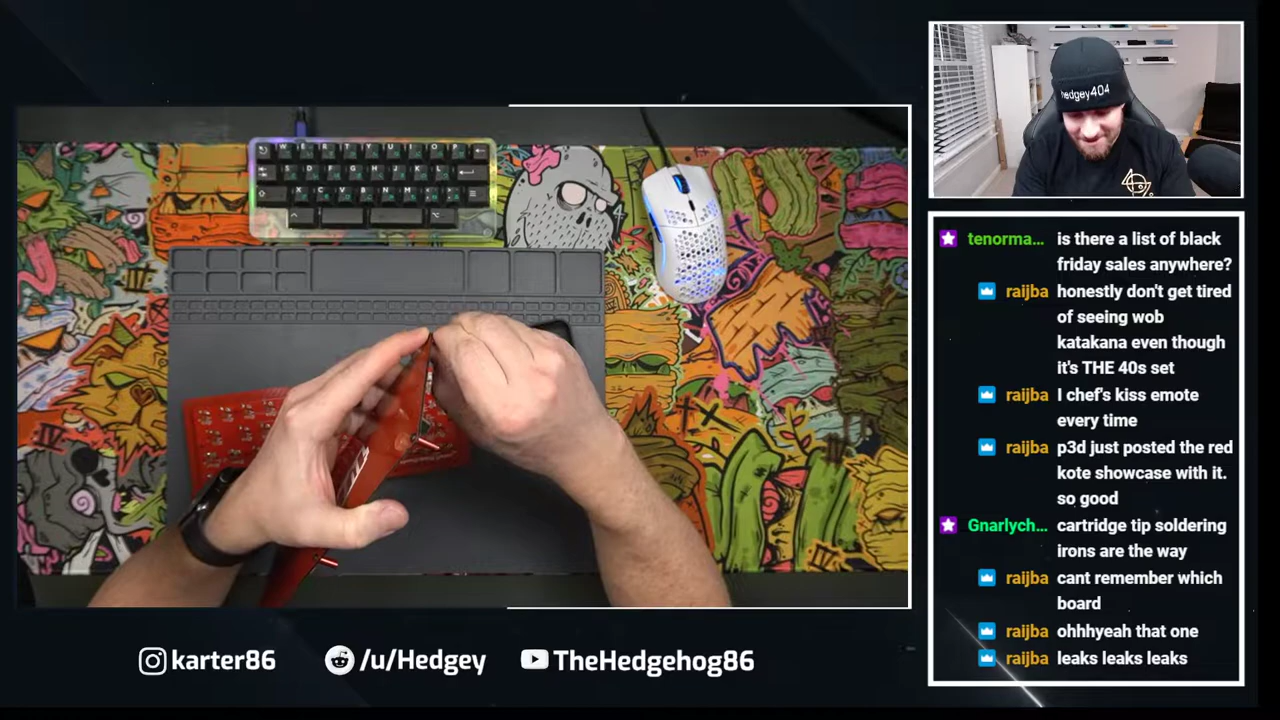 W E R T Y U I O P
S D F G H J K L
X C V B N M
hedgey404
tenorma... is there a list of black
friday sales anywhere?
raijba honestly don't get tired
of seeing wob
katakana even though
it's THE 40s set
raijba I chef's kiss emote
every time
raijba p3d just posted the red
kote showcase with it.
so good
Gnarlych... cartridge tip soldering
irons are the way
raijba cant remember which
board
raijba ohhhyeah that one
raijba leaks leaks leaks
karter86
/u/Hedgey
TheHedgehog86